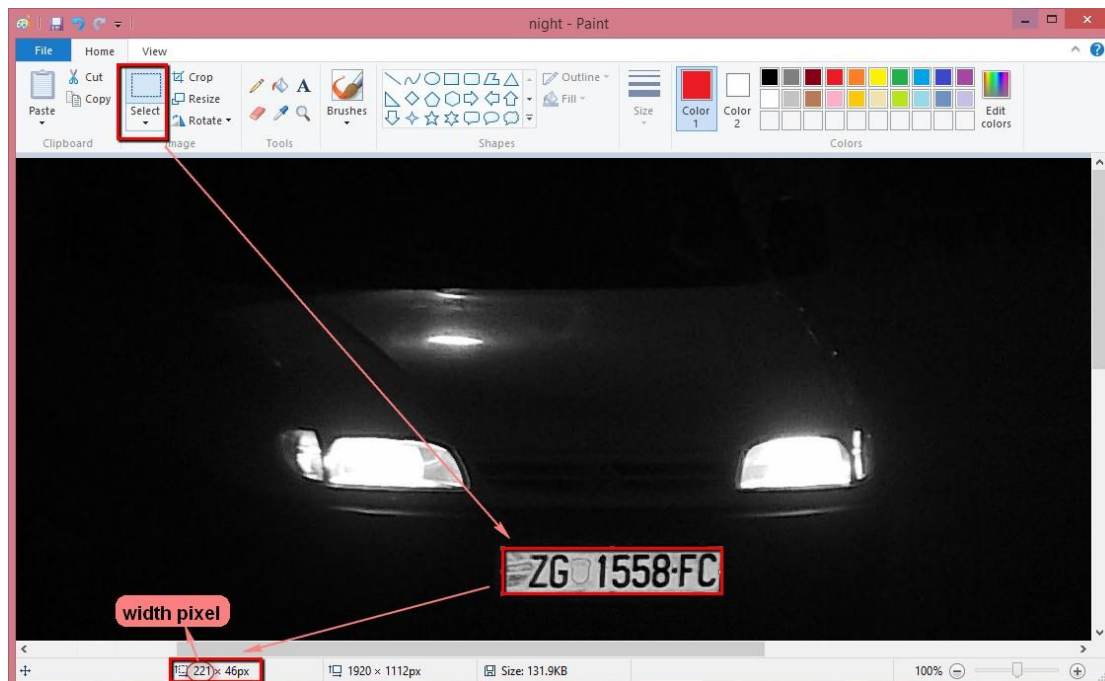 night - Paint
File Home View
Paste
Cut
Copy
Clipboard
Select
Crop
Resize
Rotate
Image
A
Tools
Brushes
Outline
Fill
Shapes
Size
Color 1
Color 2
Edit colors
Colors
ZG 1558-FC
width pixel
221 × 46px
1920 × 1112px
Size: 131.9KB
100%